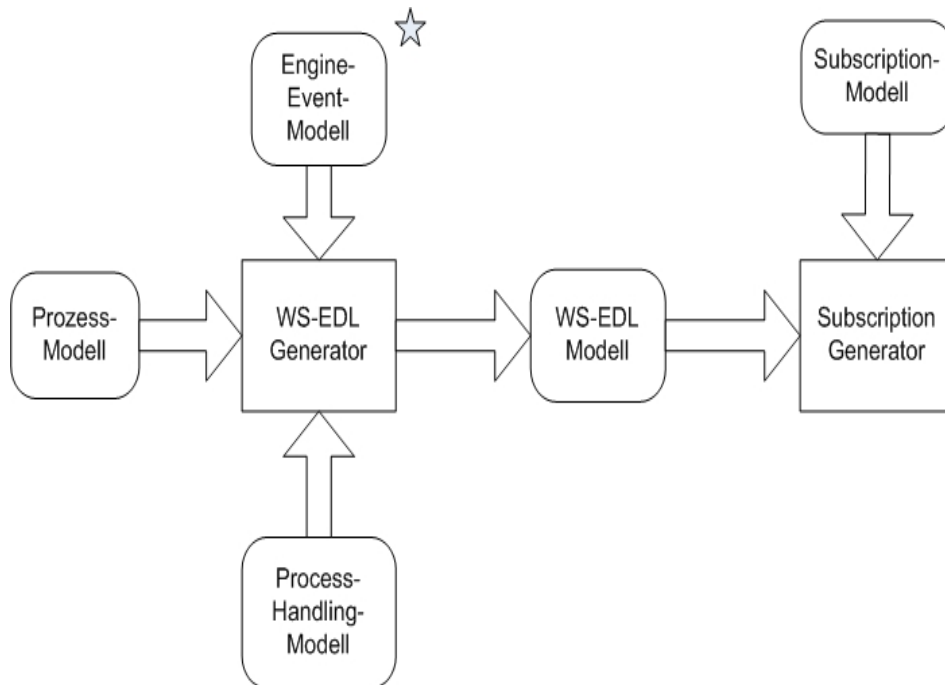 Engine-
Event-
Modell
Subscription-
Modell
Prozess-
Modell
WS-EDL
Generator
WS-EDL
Modell
Subscription
Generator
Process-
Handling-
Modell